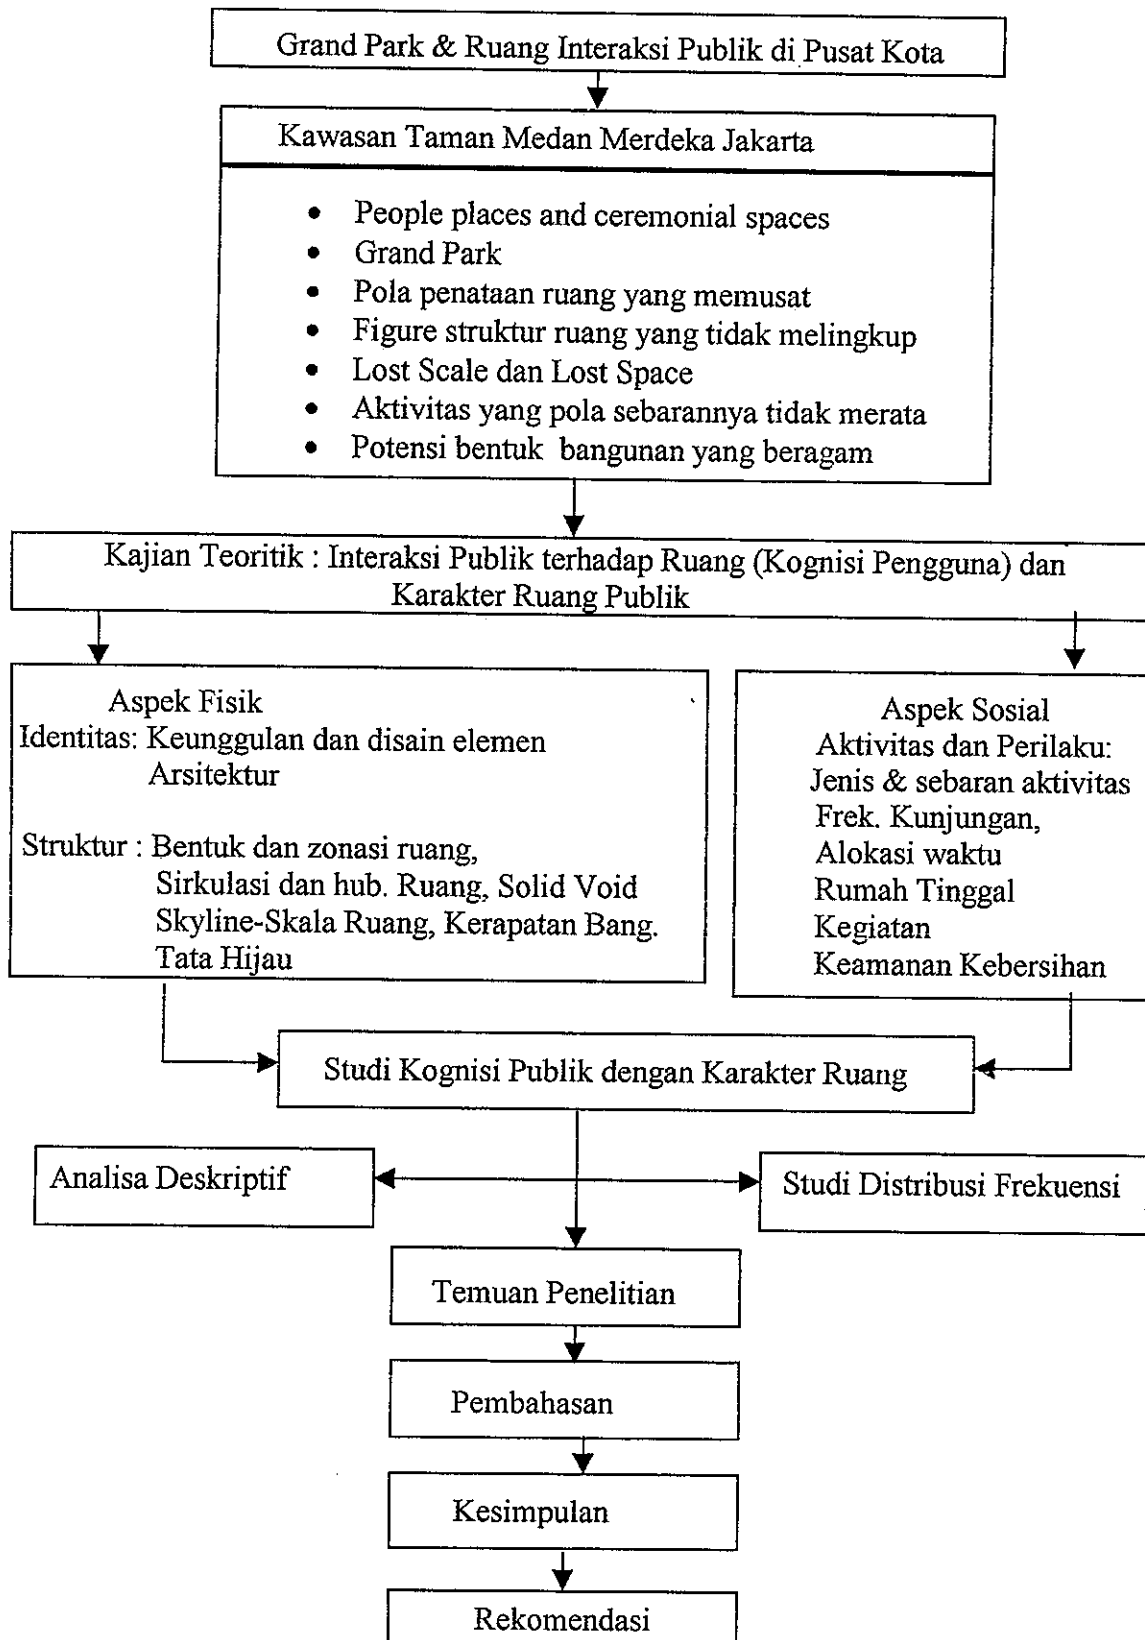 Grand Park & Ruang Interaksi Publik di Pusat Kota
Kawasan Taman Medan Merdeka Jakarta
• People places and ceremonial spaces
• Grand Park
• Pola penataan ruang yang memusat
• Figure struktur ruang yang tidak melingkup
• Lost Scale dan Lost Space
• Aktivitas yang pola sebarannya tidak merata
• Potensi bentuk bangunan yang beragam
Kajian Teoritik : Interaksi Publik terhadap Ruang (Kognisi Pengguna) dan
Karakter Ruang Publik
Aspek Fisik
Identitas: Keunggulan dan disain elemen
Arsitektur
Struktur : Bentuk dan zonasi ruang,
Sirkulasi dan hub. Ruang, Solid Void
Skyline-Skala Ruang, Kerapatan Bang.
Tata Hijau
Aspek Sosial
Aktivitas dan Perilaku:
Jenis & sebaran aktivitas
Frek. Kunjungan,
Alokasi waktu
Rumah Tinggal
Kegiatan
Keamanan Kebersihan
Studi Kognisi Publik dengan Karakter Ruang
Analisa Deskriptif
Studi Distribusi Frekuensi
Temuan Penelitian
Pembahasan
Kesimpulan
Rekomendasi